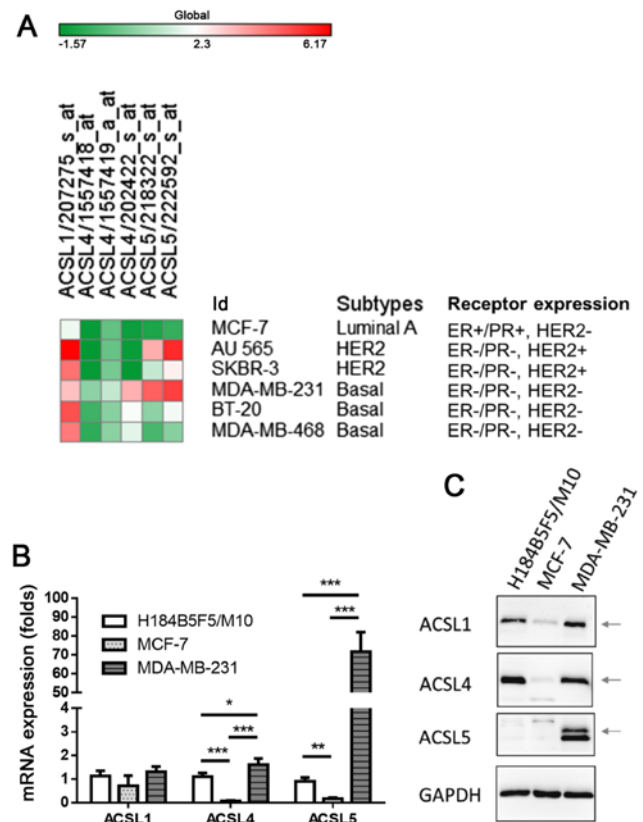 A
Global
-1.57 2.3 6.17
ACSL1/207275_s_at
ACSL4/1557418_at
ACSL4/1557419_a_at
ACSL4/202422_s_at
ACSL5/218322_s_at
ACSL5/222592_s_at
Id Subtypes Receptor expression
MCF-7 Luminal A ER+/PR+, HER2-
AU 565 HER2 ER-/PR-, HER2+
SKBR-3 HER2 ER-/PR-, HER2+
MDA-MB-231 Basal ER-/PR-, HER2-
BT-20 Basal ER-/PR-, HER2-
MDA-MB-468 Basal ER-/PR-, HER2-
B
mRNA expression (folds)
100
90
80
70
60
50
4
3
2
1
0
H184B5F5/M10
MCF-7
MDA-MB-231
*
***
***
**
***
***
ACSL1 ACSL4 ACSL5
C
H184B5F5/M10
MCF-7
MDA-MB-231
ACSL1
ACSL4
ACSL5
GAPDH